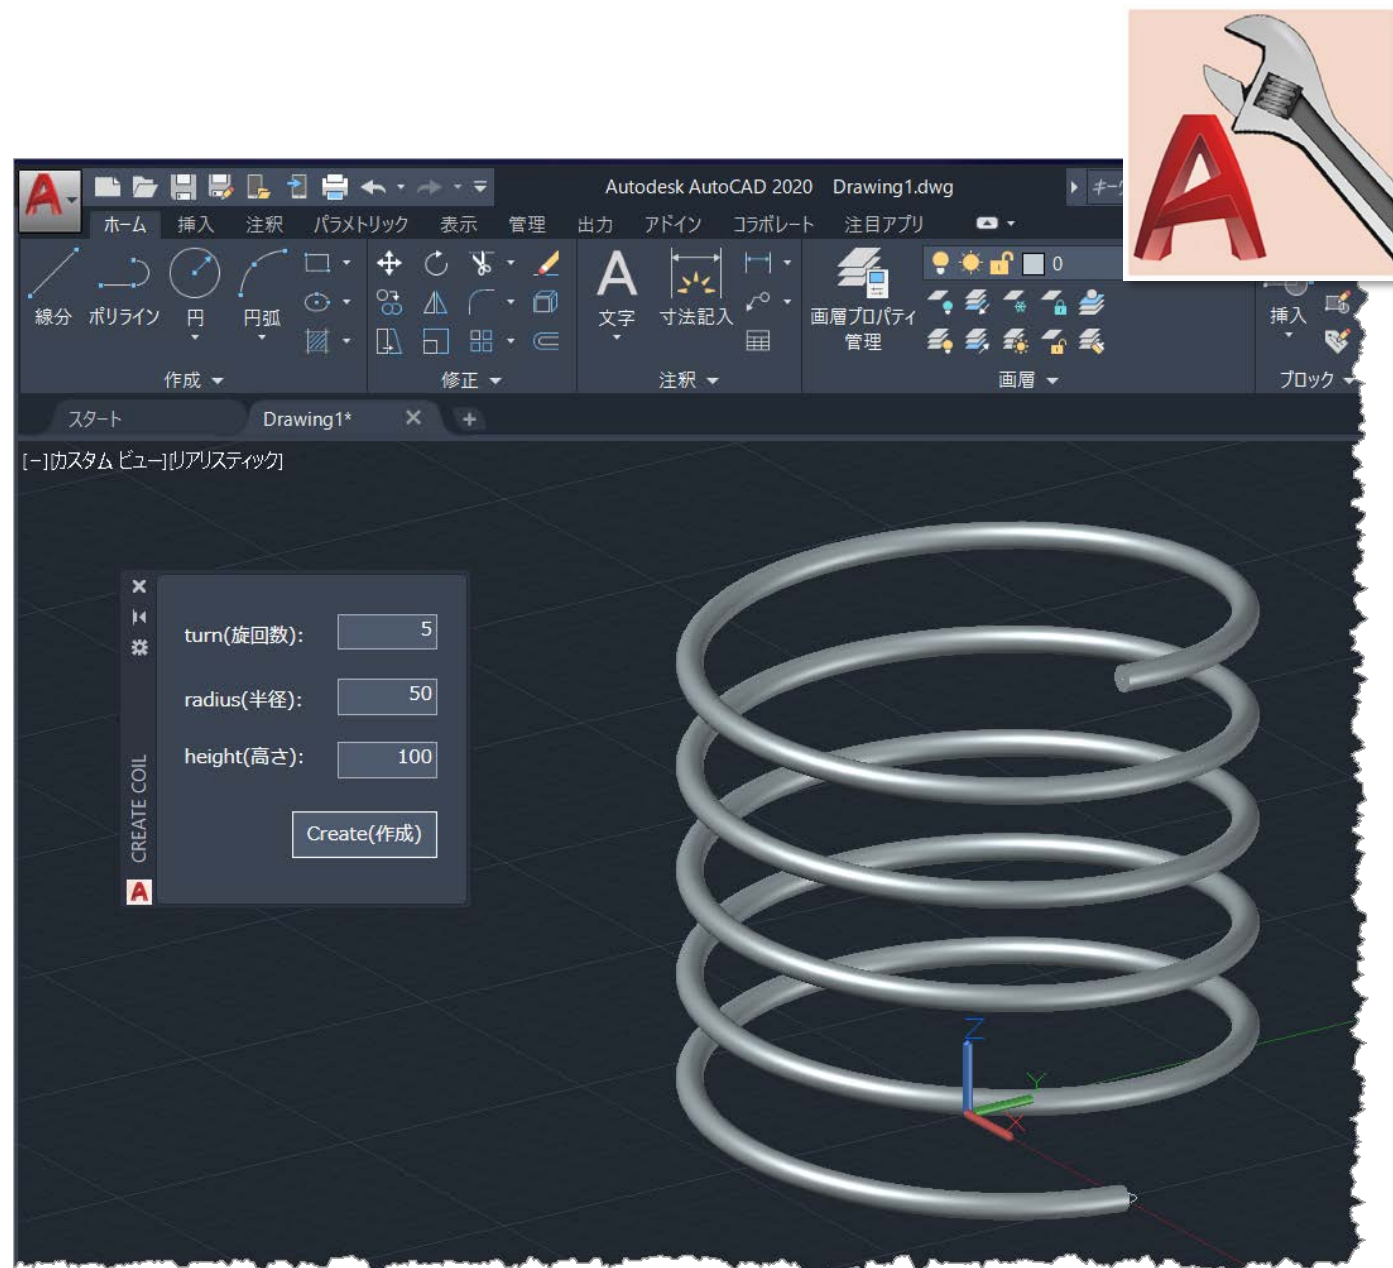 Autodesk AutoCAD 2020 Drawing1.dwg
ホーム 挿入 注釈 パラメトリック 表示 管理 出力 アドイン コラボレート 注目アプリ
0
線分 ポリライン 円 円弧 文字 寸法記入 画層プロパティ管理 挿入
作成 修正 注釈 画層 ブロック
スタート Drawing1*
[-][カスタム ビュー][リアリスティック]
turn(旋回数): 5
radius(半径): 50
height(高さ): 100
Create(作成)
CREATE COIL
Z
Y
X